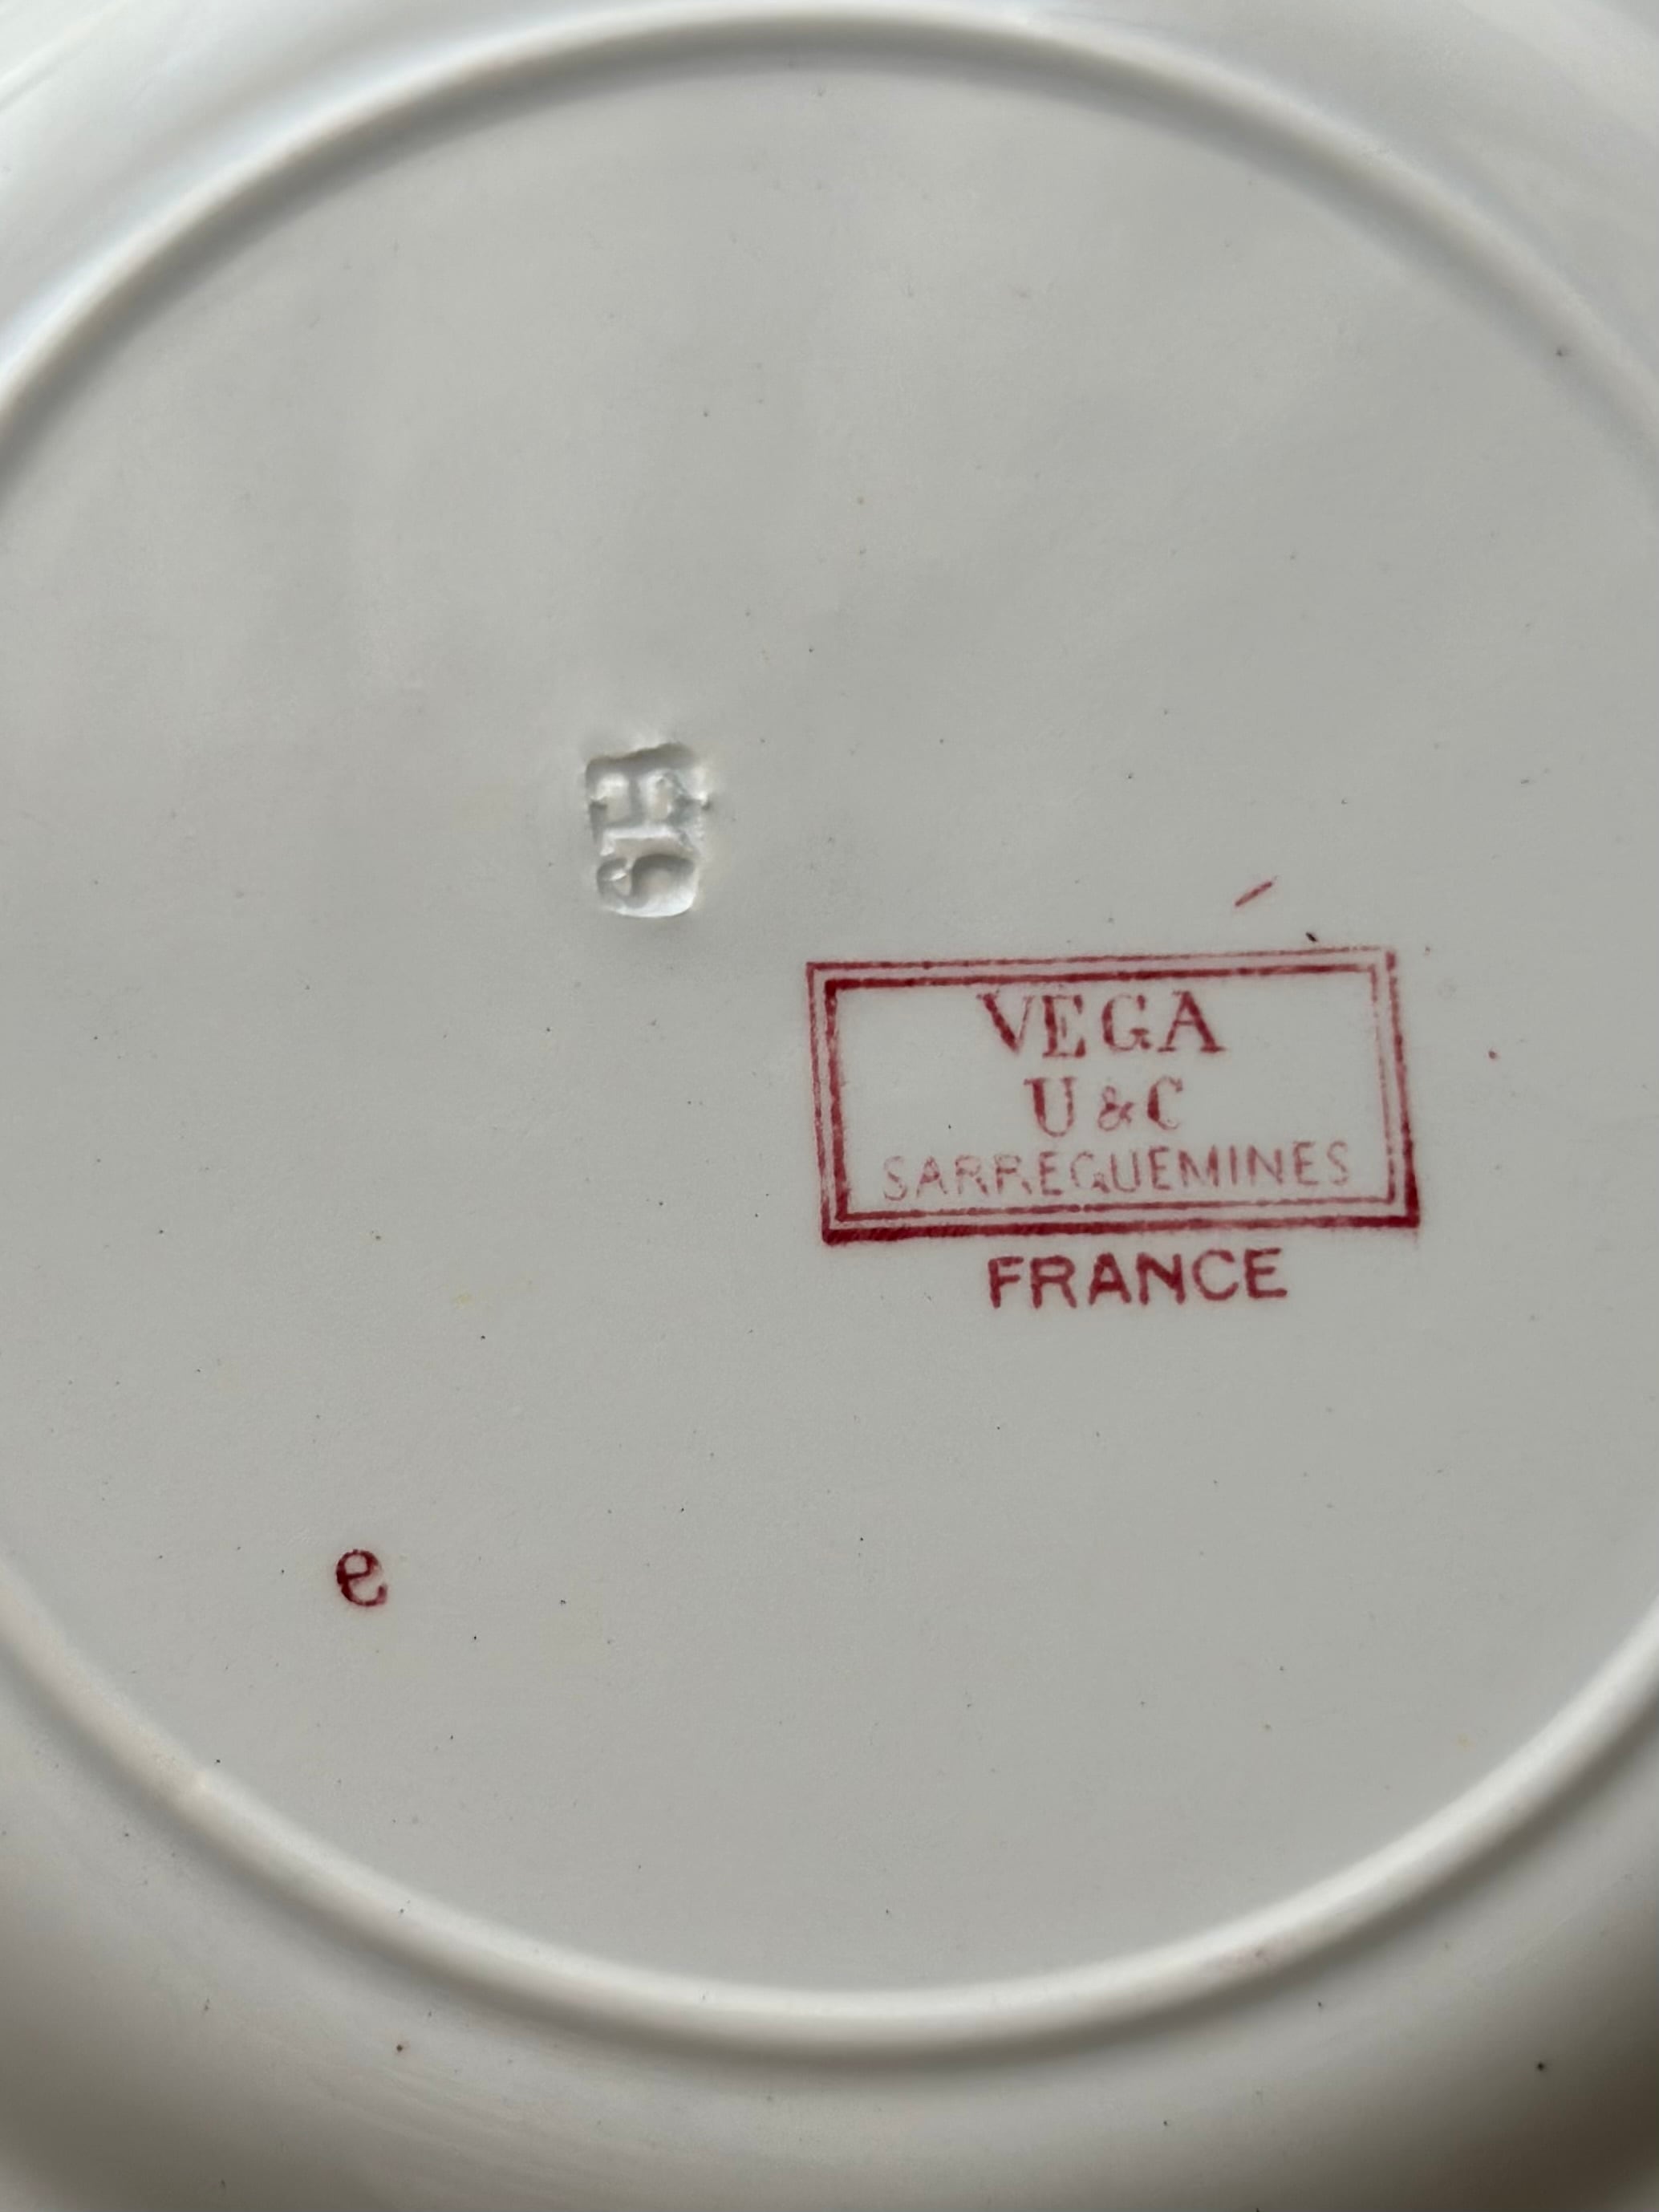 VEGA
U & C
SARREGUEMINES
FRANCE
e